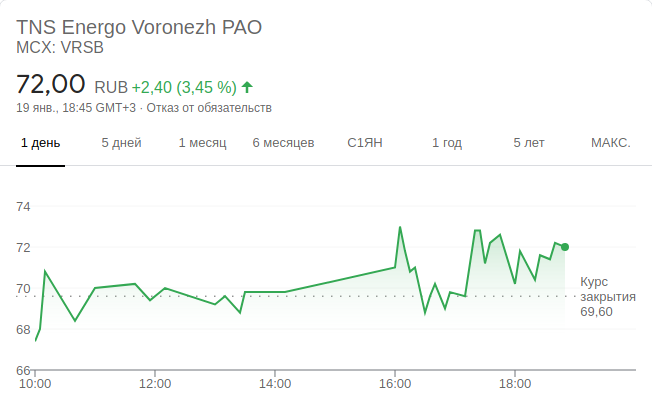 TNS Energo Voronezh PAO
MCX: VRSB
72,00 RUB +2,40 (3,45 %)
19 янв., 18:45 GMT+3 · Отказ от обязательств
1 день 5 дней 1 месяц 6 месяцев С1ЯН 1 год 5 лет МАКС.
74
72
70
68
66
Курс
закрытия
69,60
10:00 12:00 14:00 16:00 18:00